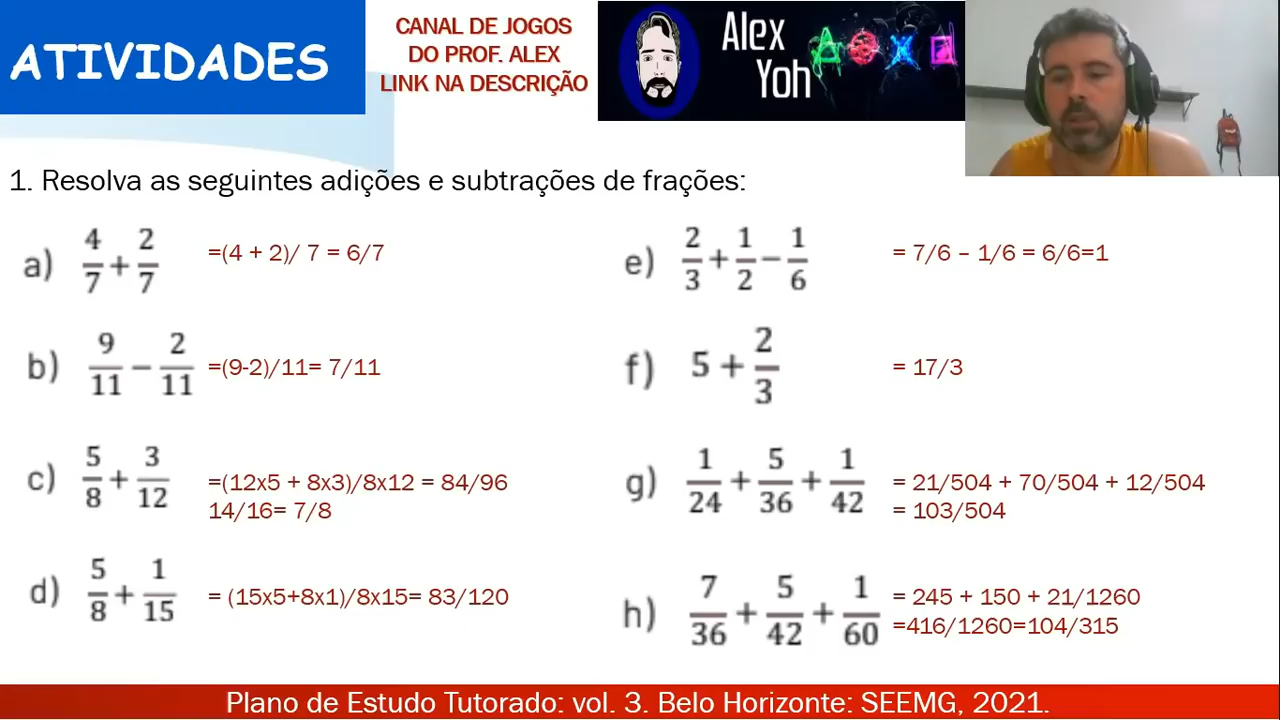 ATIVIDADES
CANAL DE JOGOS
DO PROF. ALEX
LINK NA DESCRIÇÃO
Alex
Yoh
1. Resolva as seguintes adições e subtrações de frações:
a) 4/7 + 2/7 =(4 + 2)/ 7 = 6/7
b) 9/11 − 2/11 =(9-2)/11= 7/11
c) 5/8 + 3/12 =(12x5 + 8x3)/8x12 = 84/96
14/16= 7/8
d) 5/8 + 1/15 = (15x5+8x1)/8x15= 83/120
e) 2/3 + 1/2 − 1/6 = 7/6 – 1/6 = 6/6=1
f) 5 + 2/3 = 17/3
g) 1/24 + 5/36 + 1/42 = 21/504 + 70/504 + 12/504
= 103/504
h) 7/36 + 5/42 + 1/60 = 245 + 150 + 21/1260
=416/1260=104/315
Plano de Estudo Tutorado: vol. 3. Belo Horizonte: SEEMG, 2021.